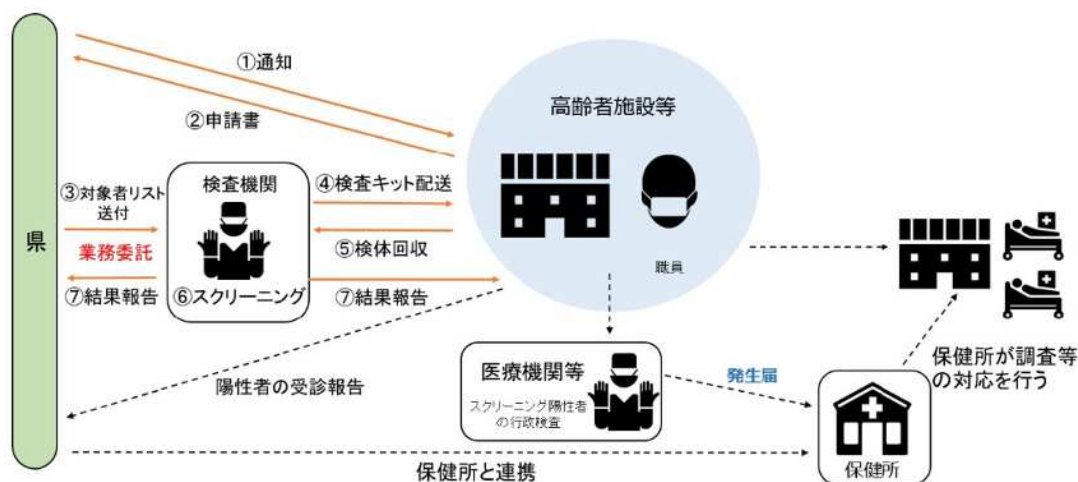 ①通知
②申請書
高齢者施設等
職員
県
③対象者リスト
送付
業務委託
⑦結果報告
検査機関
⑥スクリーニング
④検査キット配送
⑤検体回収
⑦結果報告
陽性者の受診報告
医療機関等
スクリーニング陽性者
の行政検査
発生届
保健所
保健所が調査等
の対応を行う
保健所と連携